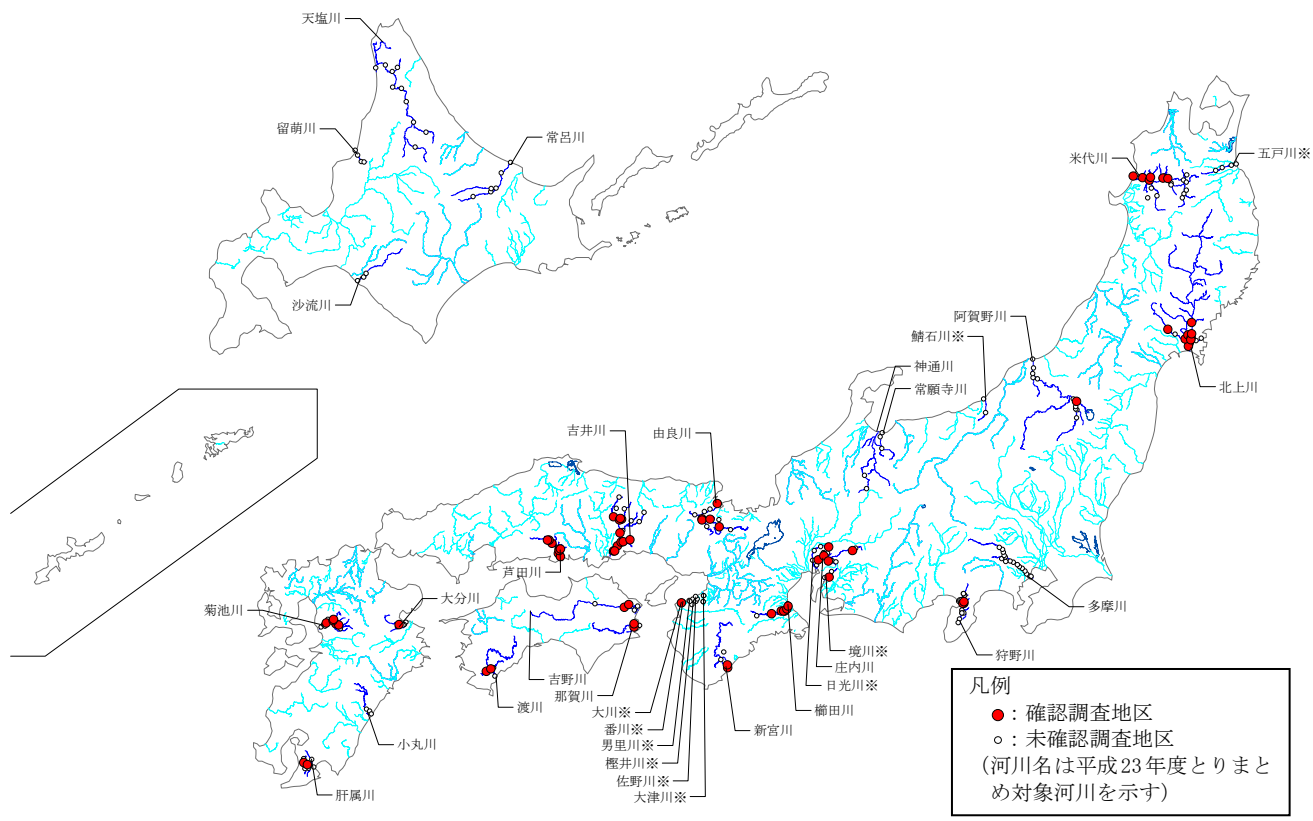 天塩川
留萌川
常呂川
沙流川
米代川
五戸川※
阿賀野川
鯖石川※
神通川
常願寺川
北上川
吉井川
由良川
芦田川
菊池川
大分川
多摩川
狩野川
境川※
庄内川
日光川※
櫛田川
新宮川
吉野川
那賀川
大川※
番川※
男里川※
樫井川※
佐野川※
大津川※
渡川
小丸川
肝属川
凡例
●：確認調査地区
○：未確認調査地区
(河川名は平成23年度とりまと
め対象河川を示す)